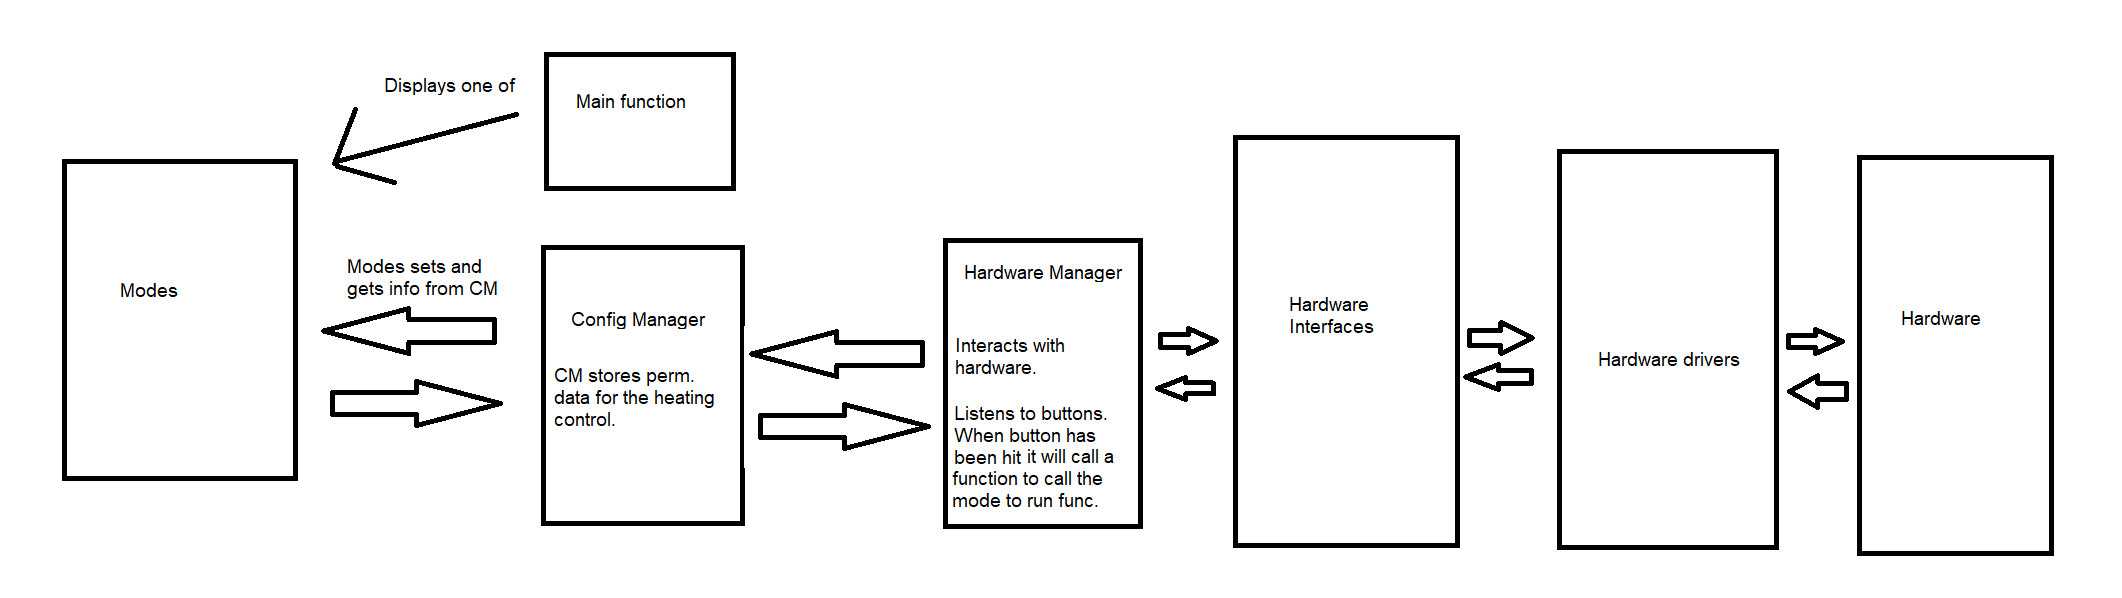 Displays one of
Main function
Modes
Modes sets and
gets info from CM
Config Manager
CM stores perm.
data for the heating
control.
Hardware Manager
Interacts with
hardware.
Listens to buttons.
When button has
been hit it will call a
function to call the
mode to run func.
Hardware
Interfaces
Hardware drivers
Hardware